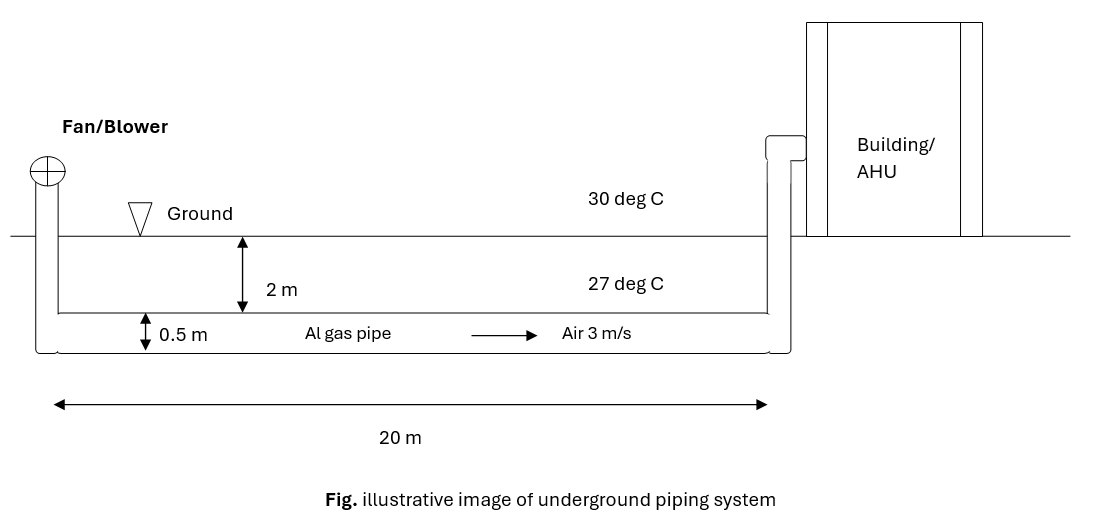 Fan/Blower
Building/
AHU
30 deg C
Ground
27 deg C
2 m
0.5 m
Al gas pipe
Air 3 m/s
20 m
Fig. illustrative image of underground piping system